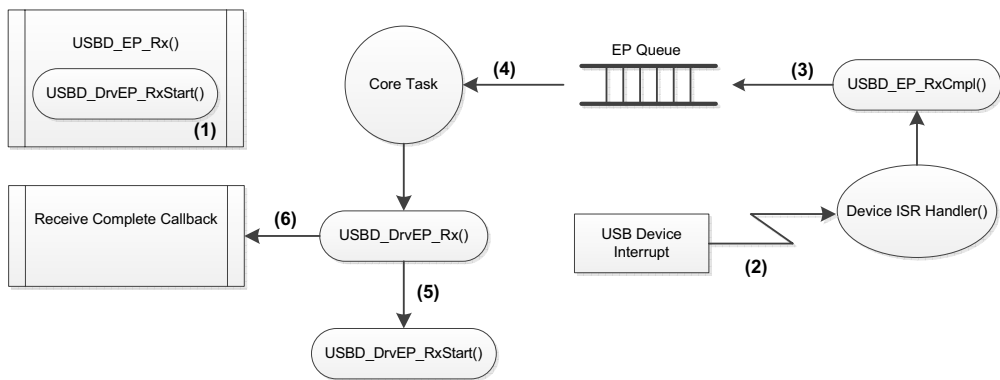 USBD_EP_Rx()
USBD_DrvEP_RxStart()
(1)
Core Task
(4)
EP Queue
(3)
USBD_EP_RxCmpl()
Receive Complete Callback
(6)
USBD_DrvEP_Rx()
USB Device
Interrupt
(2)
Device ISR Handler()
(5)
USBD_DrvEP_RxStart()